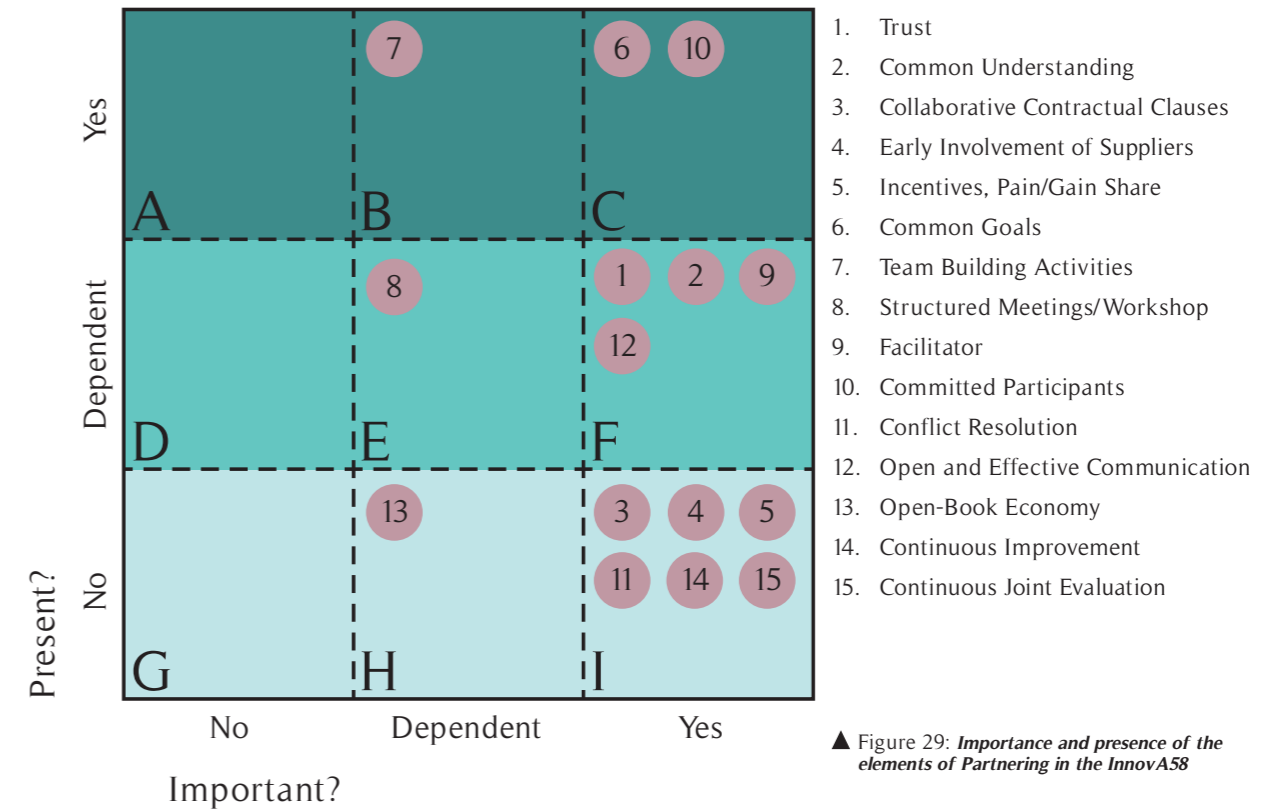 Yes
7
6 10
A B C
Dependent
8
1 2 9
12
D E F
Present?
No
13
3 4 5
11 14 15
G H I
No Dependent Yes
Important?
1. Trust
2. Common Understanding
3. Collaborative Contractual Clauses
4. Early Involvement of Suppliers
5. Incentives, Pain/Gain Share
6. Common Goals
7. Team Building Activities
8. Structured Meetings/Workshop
9. Facilitator
10. Committed Participants
11. Conflict Resolution
12. Open and Effective Communication
13. Open-Book Economy
14. Continuous Improvement
15. Continuous Joint Evaluation
▲ Figure 29: Importance and presence of the
elements of Partnering in the InnovA58